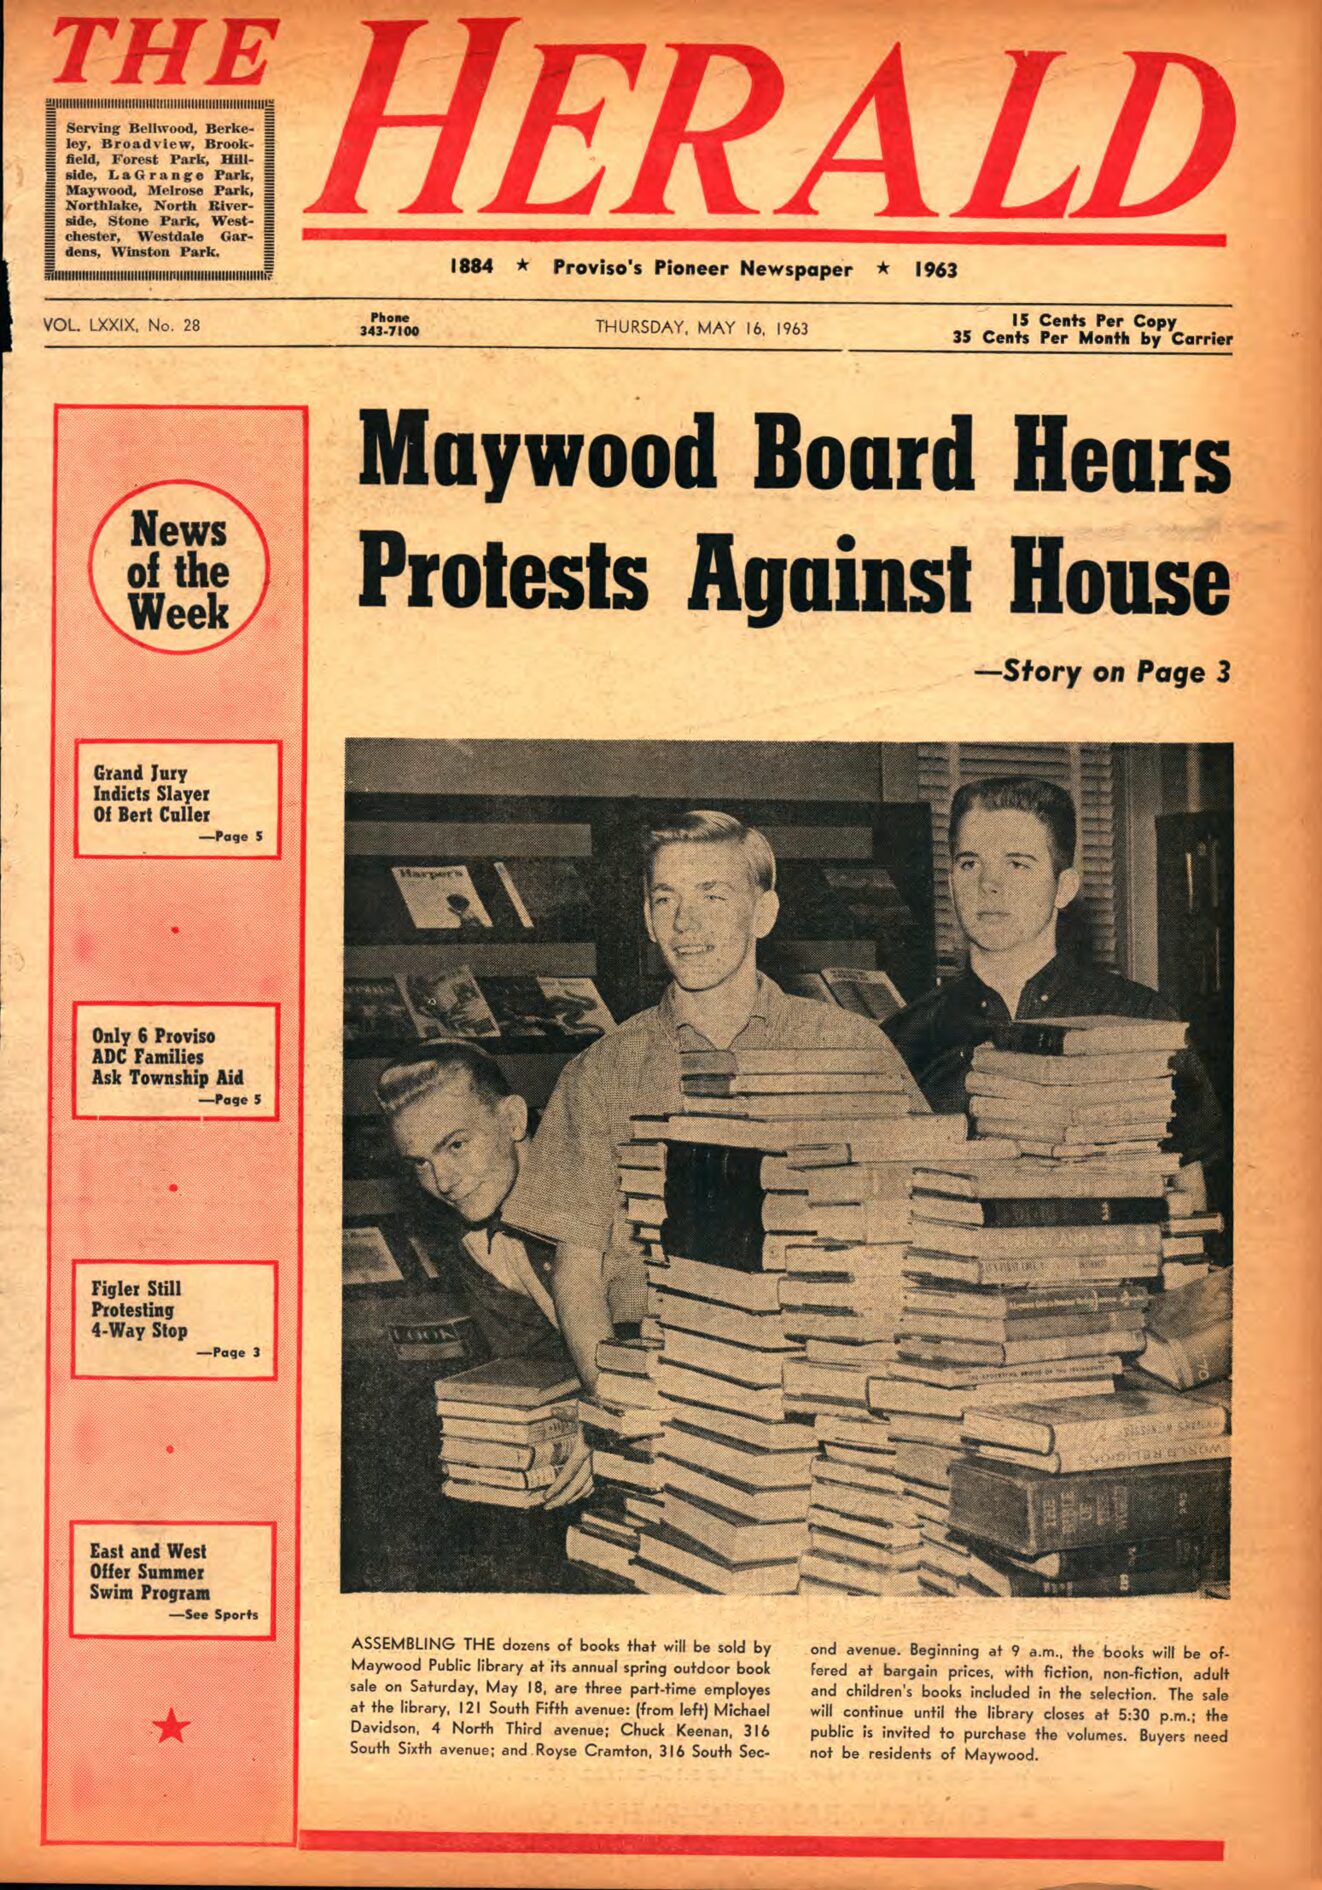 THE HERALD
Serving Bellwood, Berke-
ley, Broadview, Brook-
field, Forest Park, Hill-
side, LaGrange Park,
Maywood, Melrose Park,
Northlake, North River-
side, Stone Park, West-
chester, Westdale Gar-
dens, Winston Park.
1884 ★ Proviso's Pioneer Newspaper ★ 1963
VOL. LXXIX, No. 28
Phone
343-7100
THURSDAY, MAY 16, 1963
15 Cents Per Copy
35 Cents Per Month by Carrier
News
of the
Week
Grand Jury
Indicts Slayer
Of Bert Culler
—Page 5
Only 6 Proviso
ADC Families
Ask Township Aid
—Page 5
Figler Still
Protesting
4-Way Stop
—Page 3
East and West
Offer Summer
Swim Program
—See Sports
Maywood Board Hears
Protests Against House
—Story on Page 3
Harper's
LOOK
WORLD RELIGIONS
THE
BIBLE
OF
THE
WORLD
ASSEMBLING THE dozens of books that will be sold by
Maywood Public library at its annual spring outdoor book
sale on Saturday, May 18, are three part-time employes
at the library, 121 South Fifth avenue: (from left) Michael
Davidson, 4 North Third avenue; Chuck Keenan, 316
South Sixth avenue; and Royse Cramton, 316 South Sec-
ond avenue. Beginning at 9 a.m., the books will be of-
fered at bargain prices, with fiction, non-fiction, adult
and children's books included in the selection. The sale
will continue until the library closes at 5:30 p.m.; the
public is invited to purchase the volumes. Buyers need
not be residents of Maywood.